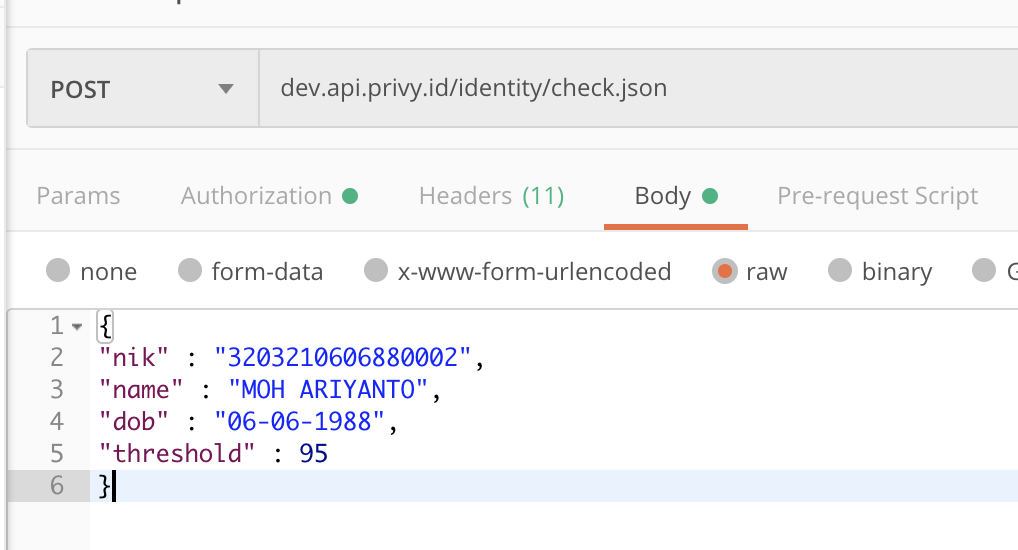 POST dev.api.privy.id/identity/check.json
Params Authorization Headers (11) Body Pre-request Script
none form-data x-www-form-urlencoded raw binary
1 {
2 "nik" : "3203210606880002",
3 "name" : "MOH ARIYANTO",
4 "dob" : "06-06-1988",
5 "threshold" : 95
6 }